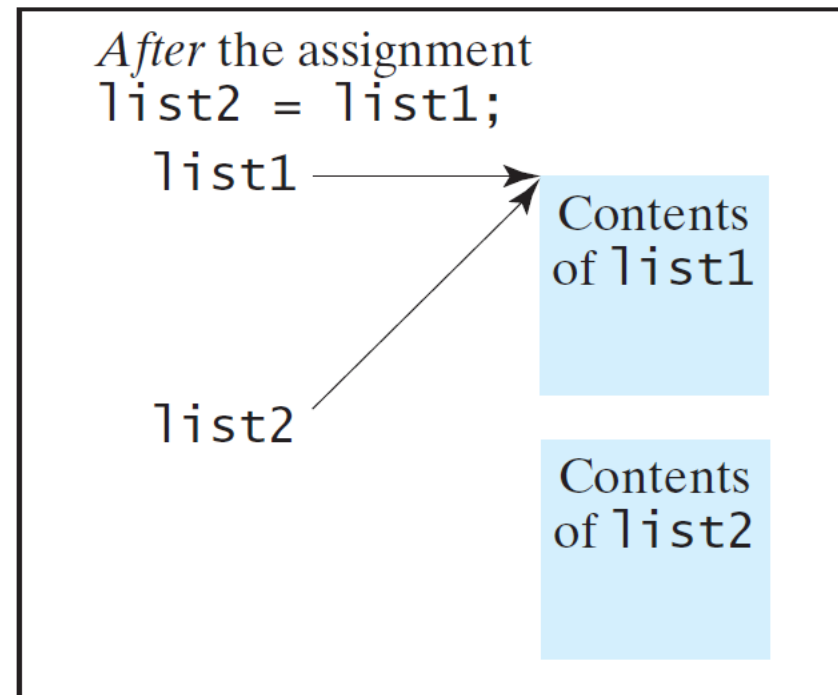 After the assignment
list2 = list1;
list1
Contents
of list1
list2
Contents
of list2